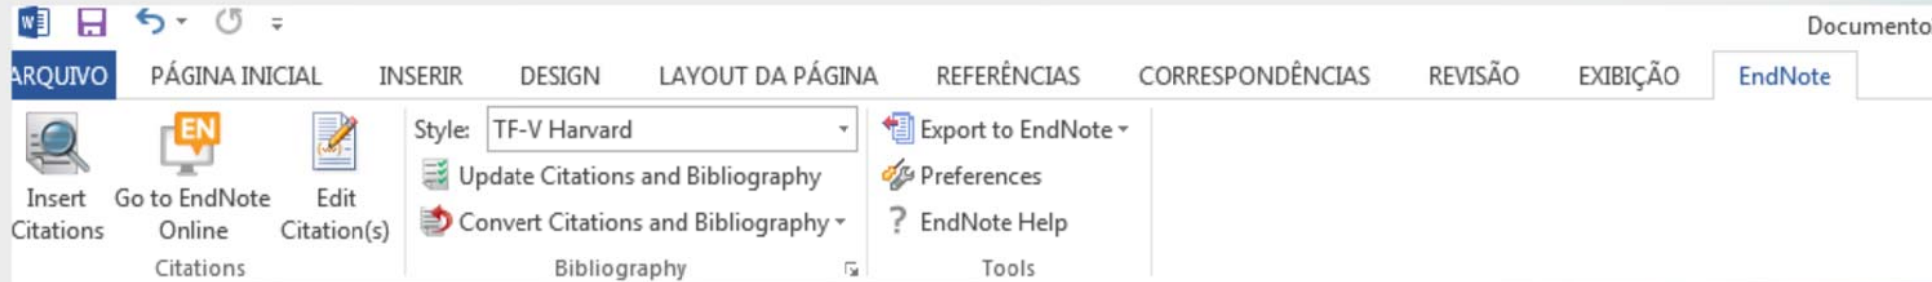 Documento
ARQUIVO PÁGINA INICIAL INSERIR DESIGN LAYOUT DA PÁGINA REFERÊNCIAS CORRESPONDÊNCIAS REVISÃO EXIBIÇÃO EndNote
Insert Citations
EN
Go to EndNote Online
Edit Citation(s)
Citations
Style: TF-V Harvard
Update Citations and Bibliography
Convert Citations and Bibliography
Bibliography
Export to EndNote
Preferences
? EndNote Help
Tools